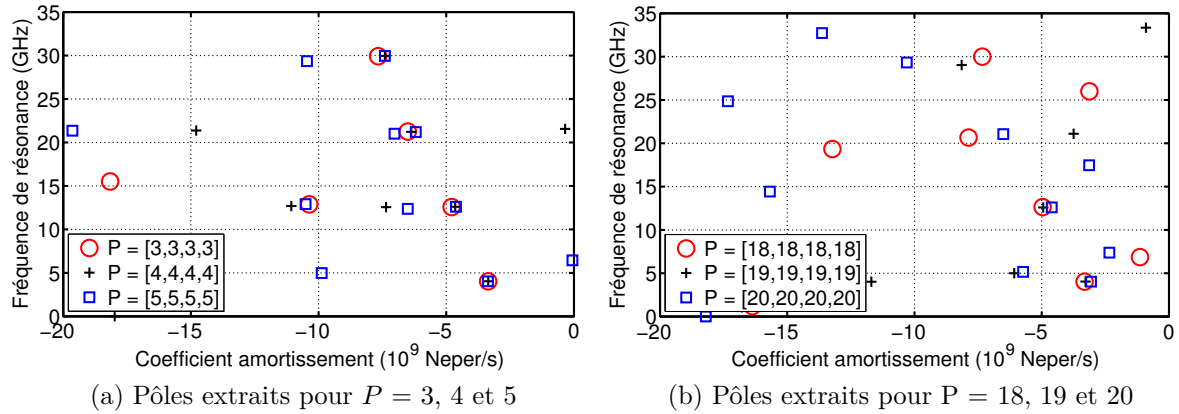 Fréquence de résonance (GHz)
35
30
25
20
15
10
5
0
P = [3,3,3,3]
P = [4,4,4,4]
P = [5,5,5,5]
−20
−15
−10
−5
0
Coefficient amortissement (10⁹ Neper/s)
(a) Pôles extraits pour P = 3, 4 et 5
Fréquence de résonance (GHz)
35
30
25
20
15
10
5
0
P = [18,18,18,18]
P = [19,19,19,19]
P = [20,20,20,20]
−20
−15
−10
−5
0
Coefficient amortissement (10⁹ Neper/s)
(b) Pôles extraits pour P = 18, 19 et 20